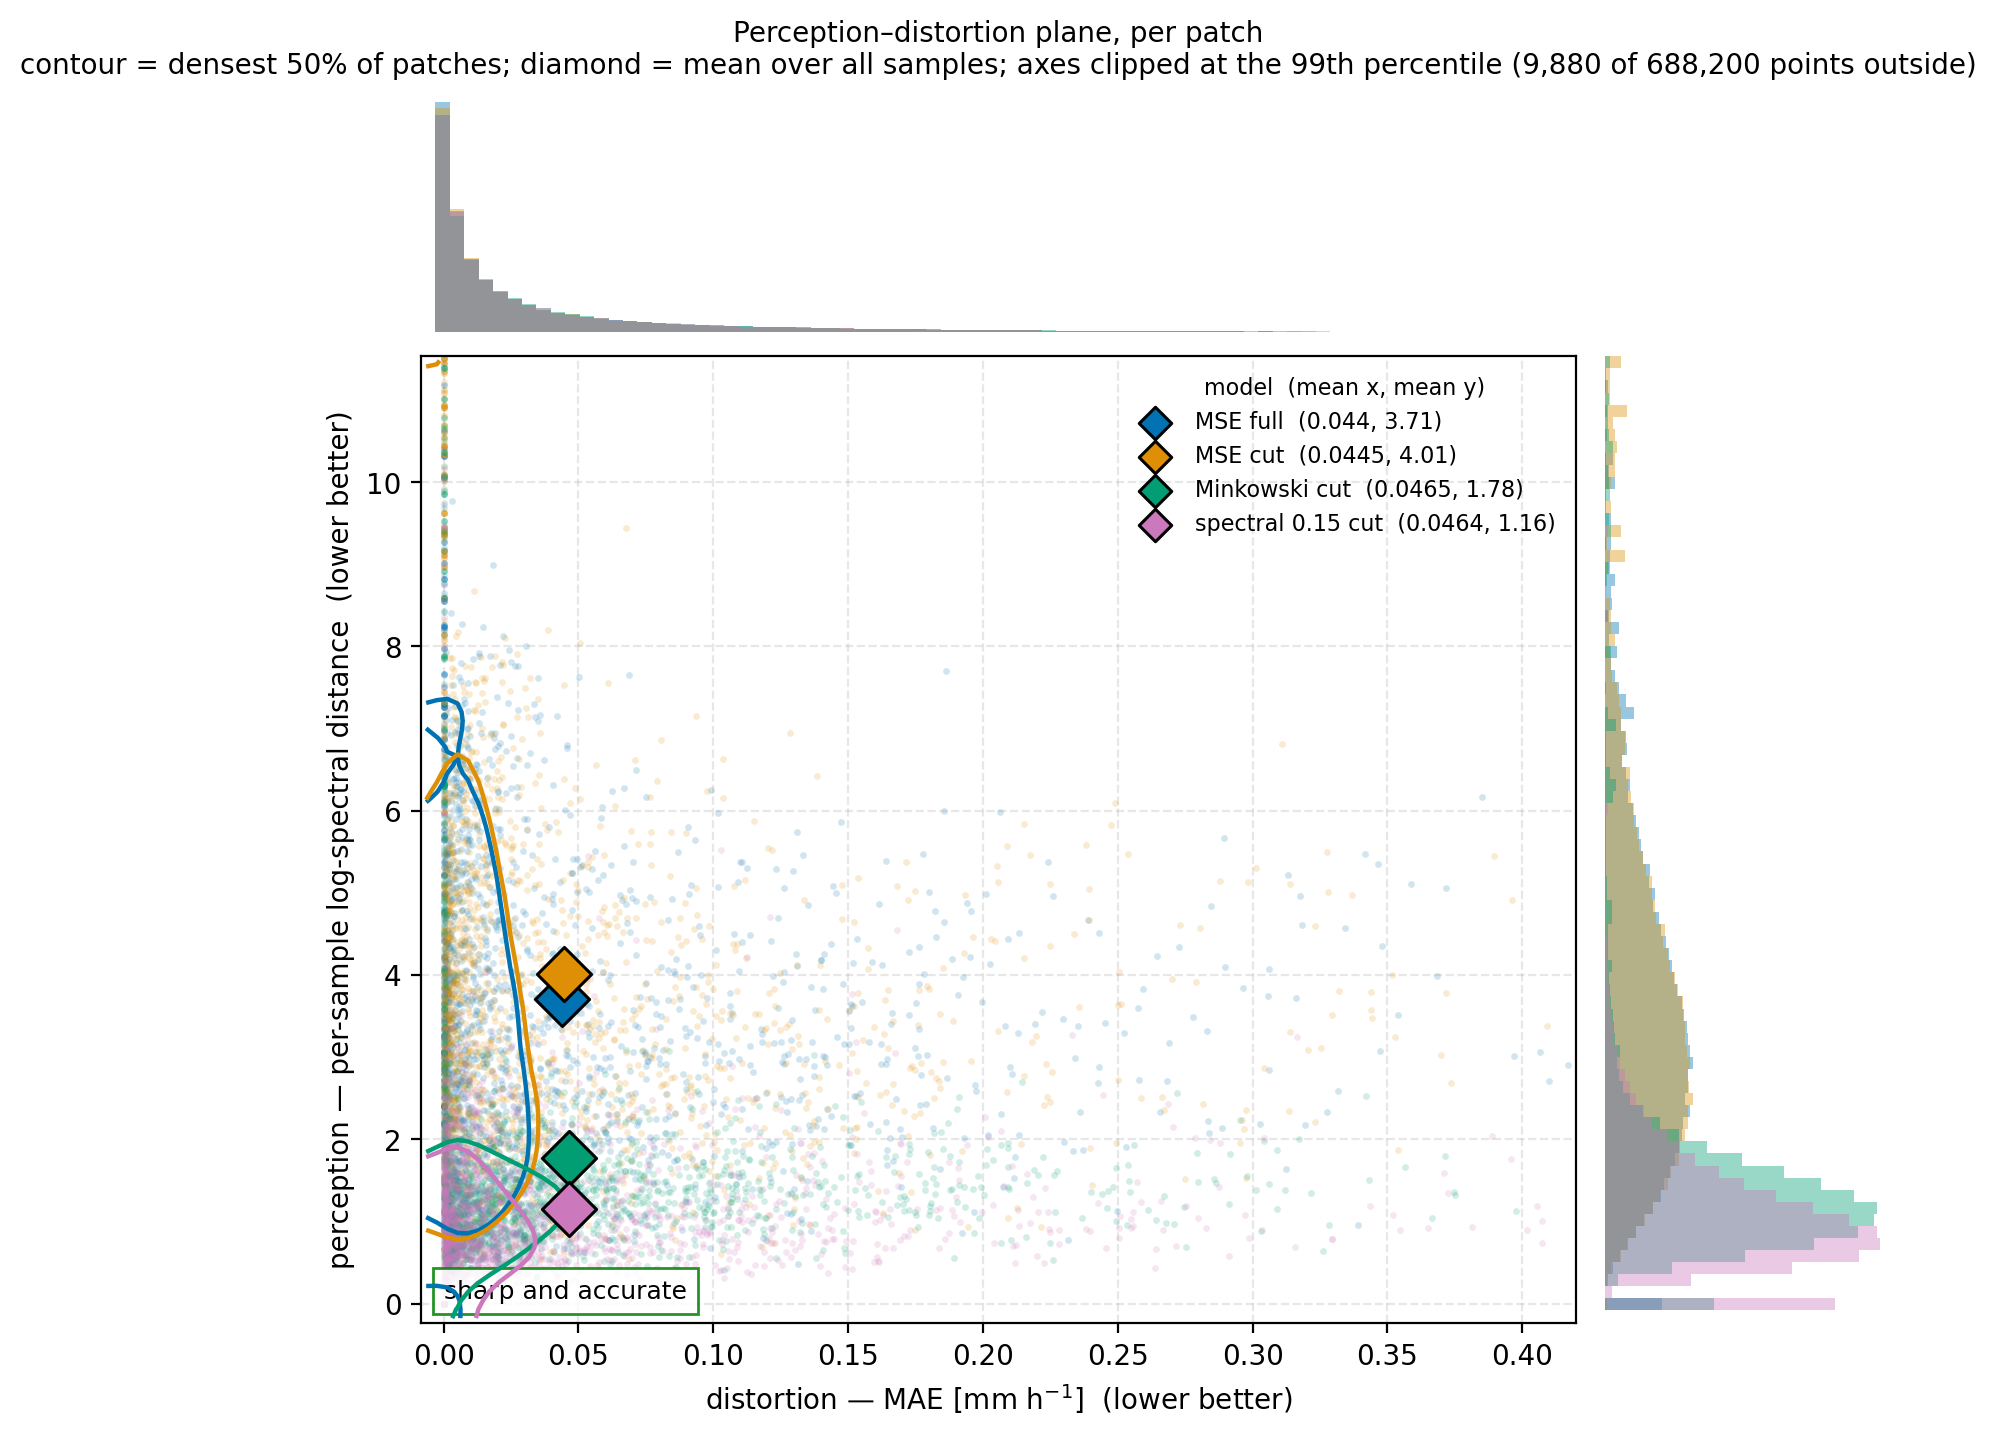 Perception–distortion plane, per patch
contour = densest 50% of patches; diamond = mean over all samples; axes clipped at the 99th percentile (9,880 of 688,200 points outside)
model (mean x, mean y)
MSE full (0.044, 3.71)
MSE cut (0.0445, 4.01)
Minkowski cut (0.0465, 1.78)
spectral 0.15 cut (0.0464, 1.16)
perception — per-sample log-spectral distance (lower better)
10
8
6
4
2
0
sharp and accurate
0.00 0.05 0.10 0.15 0.20 0.25 0.30 0.35 0.40
distortion — MAE [mm h⁻¹] (lower better)